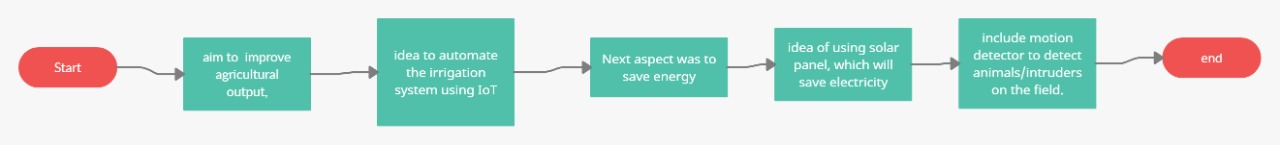 Start
aim to improve
agricultural
output,
idea to automate
the irrigation
system using IoT
Next aspect was to
save energy
idea of using solar
panel, which will
save electricity
include motion
detector to detect
animals/intruders
on the field.
end